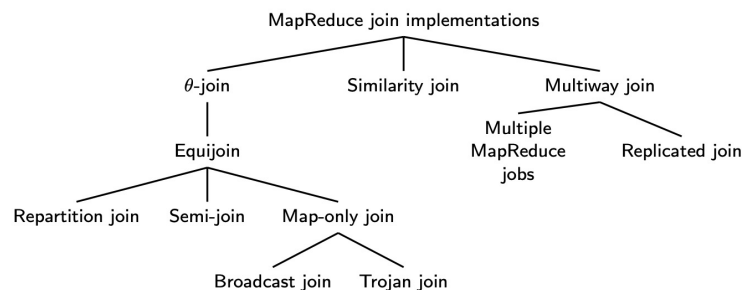 MapReduce join implementations
θ-join
Similarity join
Multiway join
Equijoin
Multiple
MapReduce
jobs
Replicated join
Repartition join
Semi-join
Map-only join
Broadcast join
Trojan join